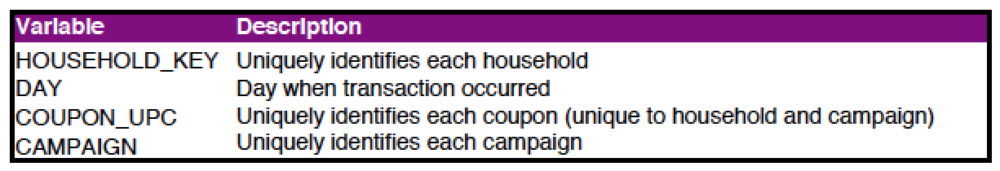 Variable Description
HOUSEHOLD_KEY Uniquely identifies each household
DAY Day when transaction occurred
COUPON_UPC Uniquely identifies each coupon (unique to household and campaign)
CAMPAIGN Uniquely identifies each campaign